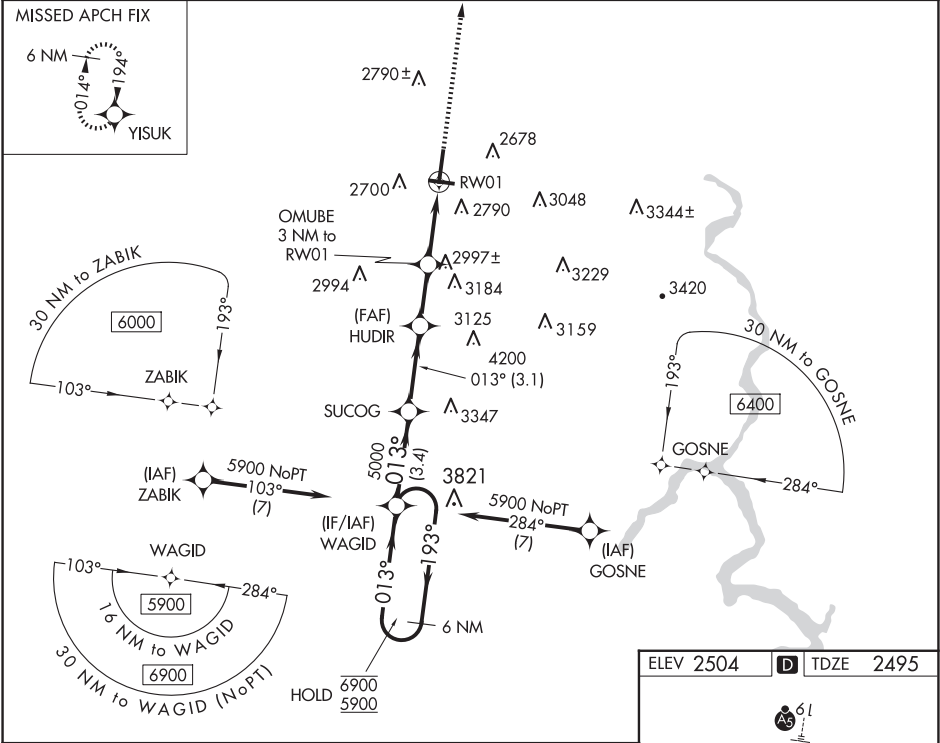 MISSED APCH FIX
6 NM
014°
194°
YISUK
2790±
2678
2700
RW01
2790
3048
3344±
OMUBE
3 NM to
RW01
2997±
2994
3184
3229
3420
(FAF)
HUDIR
3125
3159
4200
013° (3.1)
SUCOG
3347
30 NM to ZABIK
6000
193°
103°
ZABIK
30 NM to GOSNE
193°
6400
GOSNE
284°
(IAF)
ZABIK
5900 NoPT
103°
(7)
5000
013°
(3.4)
3821
(IF/IAF)
WAGID
5900 NoPT
284°
(7)
(IAF)
GOSNE
013°
193°
6 NM
HOLD
6900
5900
WAGID
103°
284°
5900
16 NM to WAGID
6900
30 NM to WAGID (NoPT)
ELEV 2504
D
TDZE 2495
A5
6L